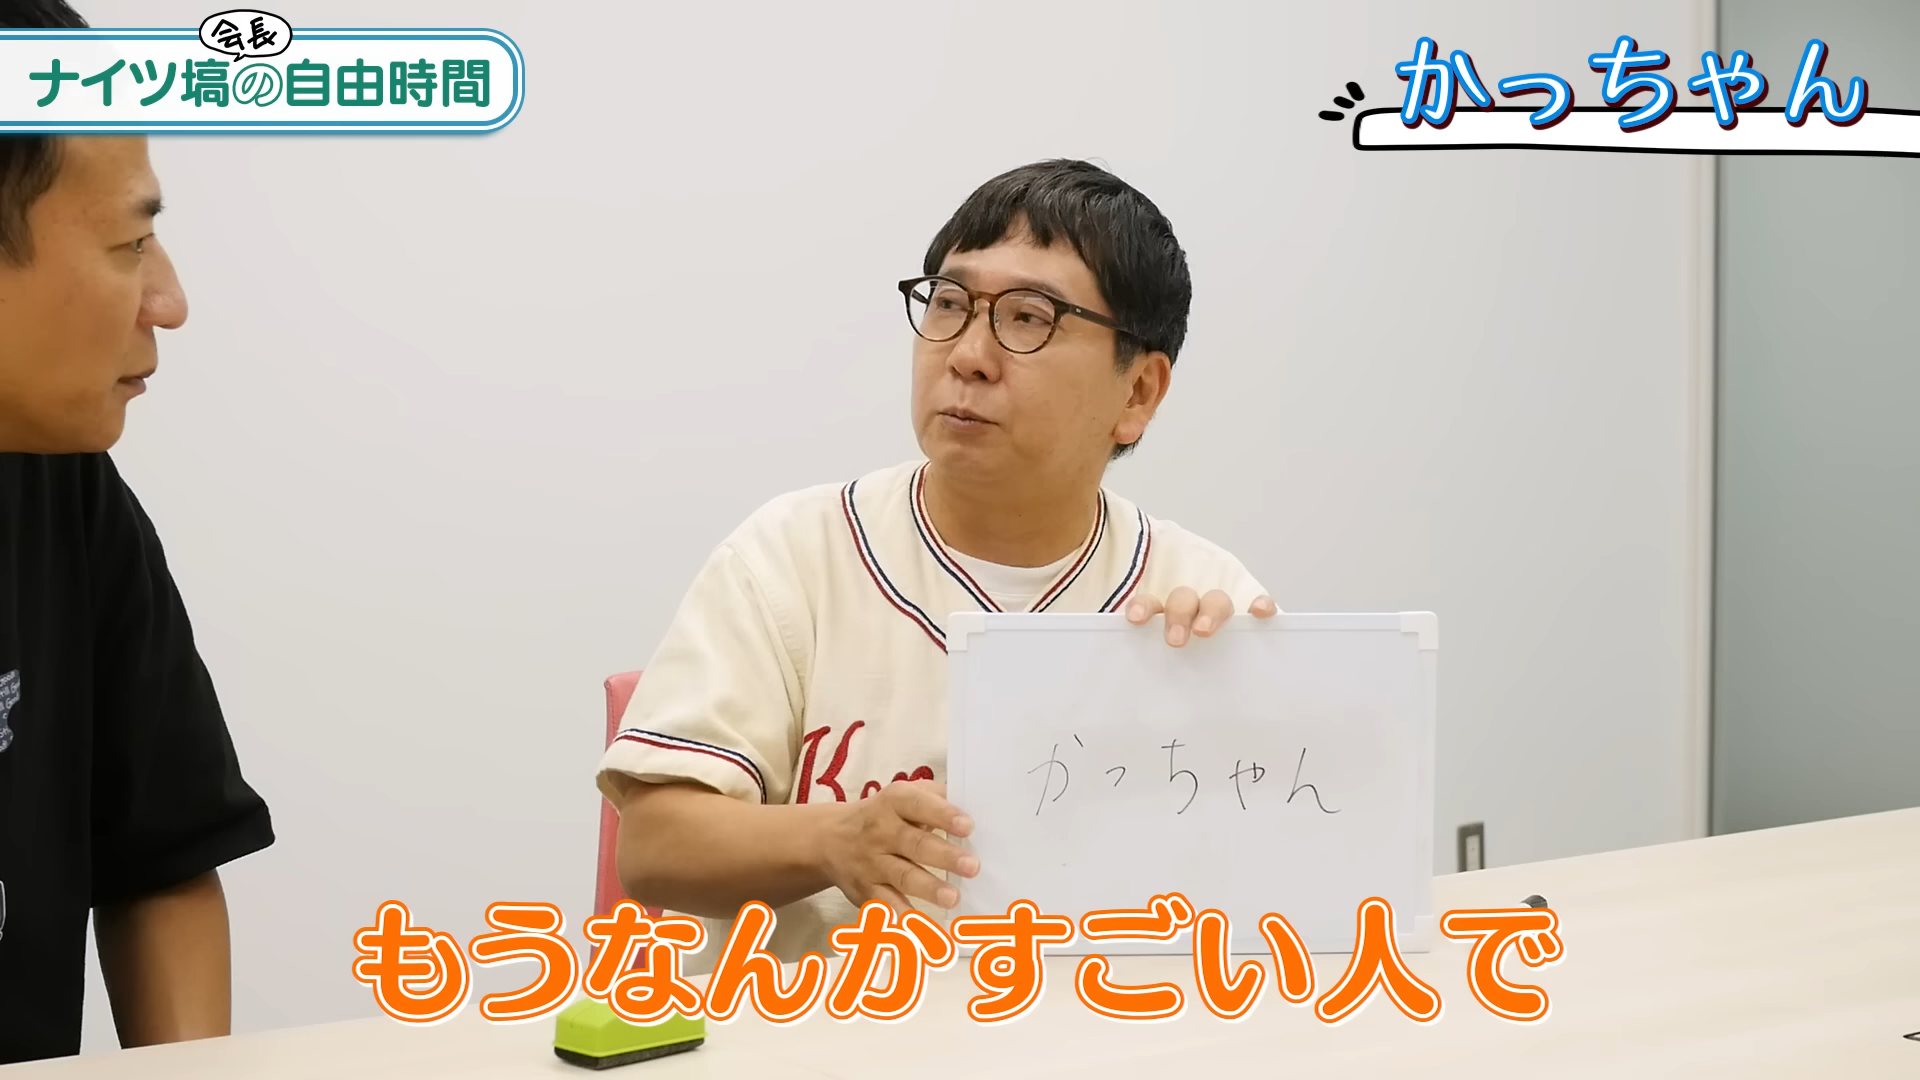 会長
ナイツ塙の自由時間
かっちゃん
かっちゃん
もうなんかすごい人で